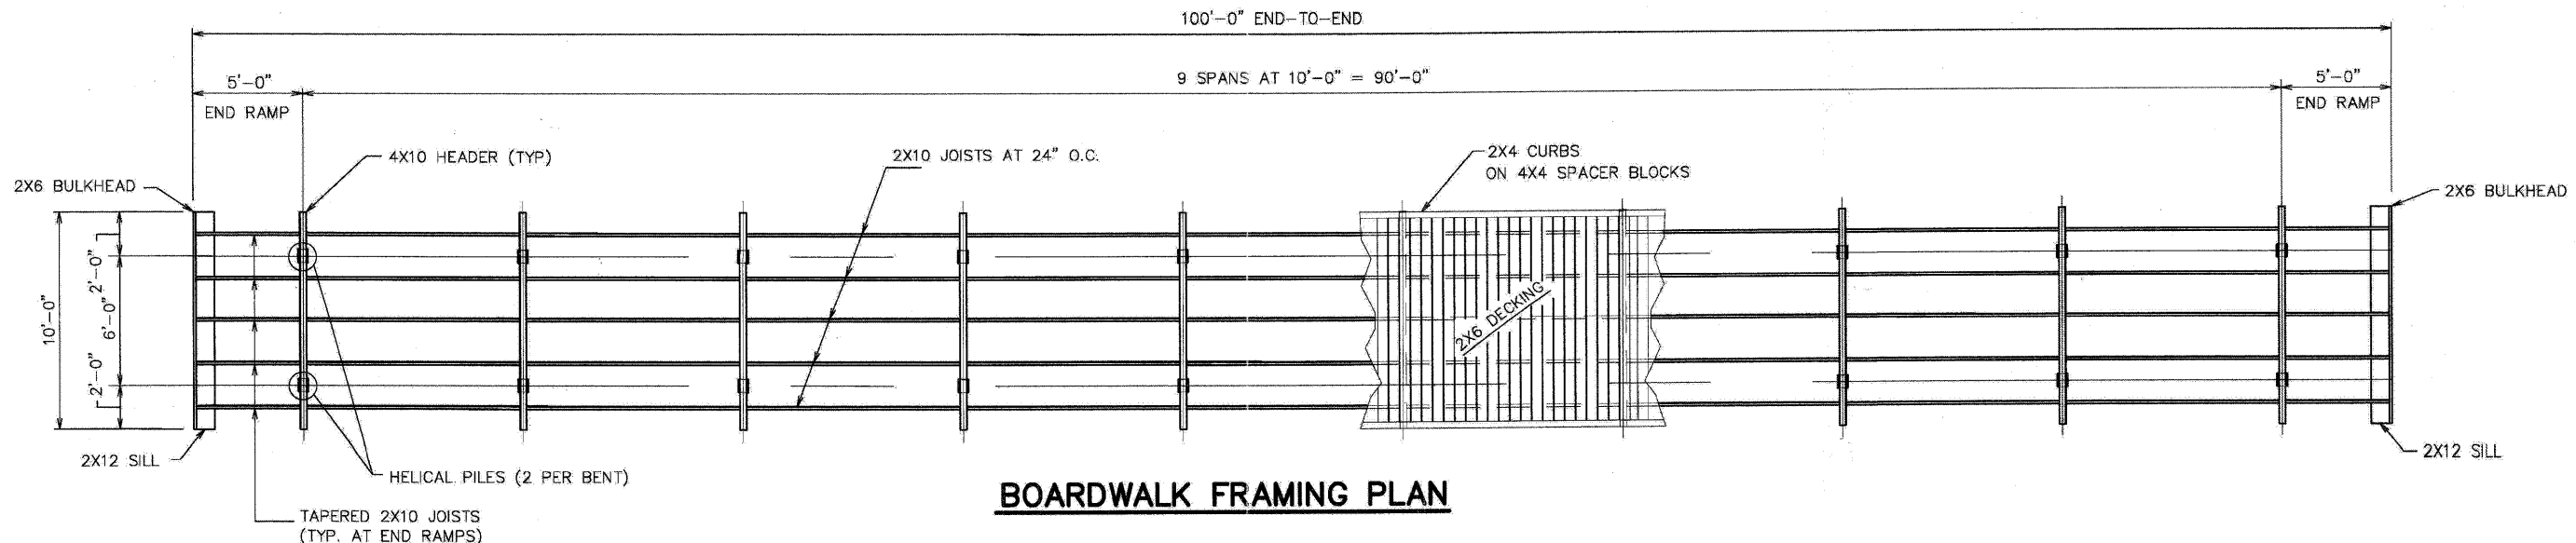 100'-0" END-TO-END
5'-0"
9 SPANS AT 10'-0" = 90'-0"
5'-0"
END RAMP
END RAMP
4X10 HEADER (TYP)
2X10 JOISTS AT 24" O.C.
2X4 CURBS
ON 4X4 SPACER BLOCKS
2X6 BULKHEAD
2X6 BULKHEAD
10'-0"
2'-0"
6'-0"
2'-0"
2X6 DECKING
2X12 SILL
2X12 SILL
HELICAL PILES (2 PER BENT)
TAPERED 2X10 JOISTS
(TYP. AT END RAMPS)
BOARDWALK FRAMING PLAN